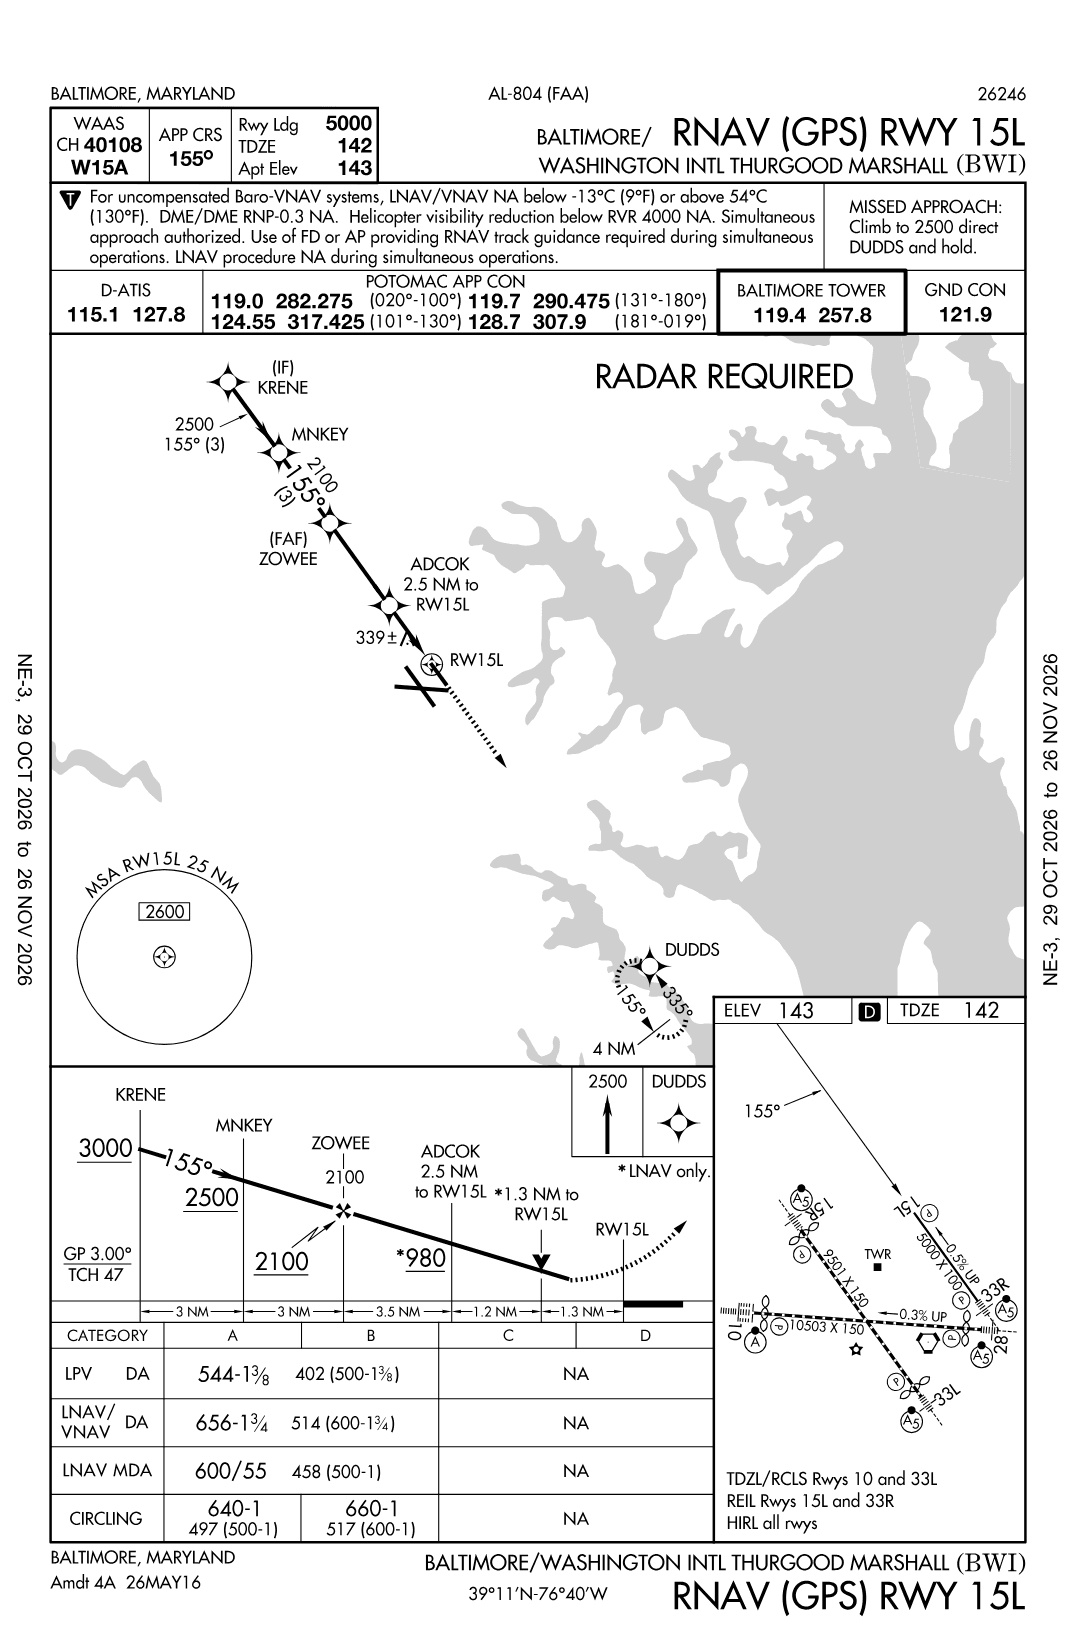 BALTIMORE, MARYLAND
AL-804 (FAA)
26246
WAAS
CH 40108
W15A
APP CRS
155°
Rwy Ldg 5000
TDZE 142
Apt Elev 143
BALTIMORE/ RNAV (GPS) RWY 15L
WASHINGTON INTL THURGOOD MARSHALL (BWI)
T
For uncompensated Baro-VNAV systems, LNAV/VNAV NA below -13°C (9°F) or above 54°C
(130°F). DME/DME RNP-0.3 NA. Helicopter visibility reduction below RVR 4000 NA. Simultaneous
approach authorized. Use of FD or AP providing RNAV track guidance required during simultaneous
operations. LNAV procedure NA during simultaneous operations.
MISSED APPROACH:
Climb to 2500 direct
DUDDS and hold.
D-ATIS
115.1 127.8
POTOMAC APP CON
119.0 282.275 (020°-100°) 119.7 290.475 (131°-180°)
124.55 317.425 (101°-130°) 128.7 307.9 (181°-019°)
BALTIMORE TOWER
119.4 257.8
GND CON
121.9
RADAR REQUIRED
(IF)
KRENE
2500
155° (3)
MNKEY
2100
155°
(3)
(FAF)
ZOWEE
ADCOK
2.5 NM to
RW15L
339±
RW15L
MSA RW15L 25 NM
2600
DUDDS
155°
335°
4 NM
NE-3, 29 OCT 2026 to 26 NOV 2026
NE-3, 29 OCT 2026 to 26 NOV 2026
ELEV 143
D
TDZE 142
155°
A5
15R
P
9501 X 150
TWR
15L
P
5000 X 100
0.5% UP
P
33R
A5
0.3% UP
10
P
10503 X 150
A
P
28
A5
P
33L
A5
TDZL/RCLS Rwys 10 and 33L
REIL Rwys 15L and 33R
HIRL all rwys
2500
DUDDS
*LNAV only.
KRENE
3000
155°
MNKEY
2500
ZOWEE
2100
2100
ADCOK
2.5 NM
to RW15L
*980
*1.3 NM to
RW15L
RW15L
GP 3.00°
TCH 47
3 NM
3 NM
3.5 NM
1.2 NM
1.3 NM
CATEGORY A B C D
LPV DA 544-1⅜ 402 (500-1⅜) NA
LNAV/
VNAV DA 656-1¾ 514 (600-1¾) NA
LNAV MDA 600/55 458 (500-1) NA
CIRCLING 640-1 660-1 NA
497 (500-1) 517 (600-1)
BALTIMORE, MARYLAND
Amdt 4A 26MAY16
39°11'N-76°40'W
BALTIMORE/WASHINGTON INTL THURGOOD MARSHALL (BWI)
RNAV (GPS) RWY 15L